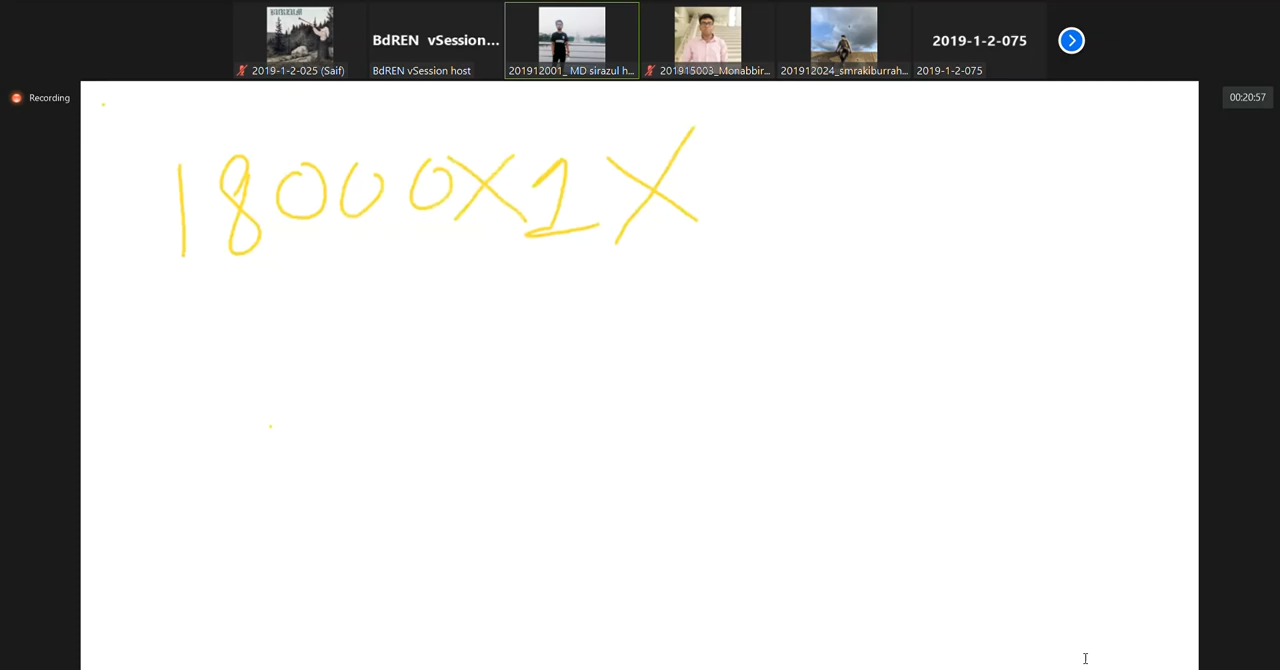 BdREN vSession...
2019-1-2-075
2019-1-2-025 (Saif)
BdREN vSession host
201912001_ MD sirazul h...
201915003_Monabbir...
201912024_smrakiburrah...
2019-1-2-075
Recording
00:20:57
18000X1X